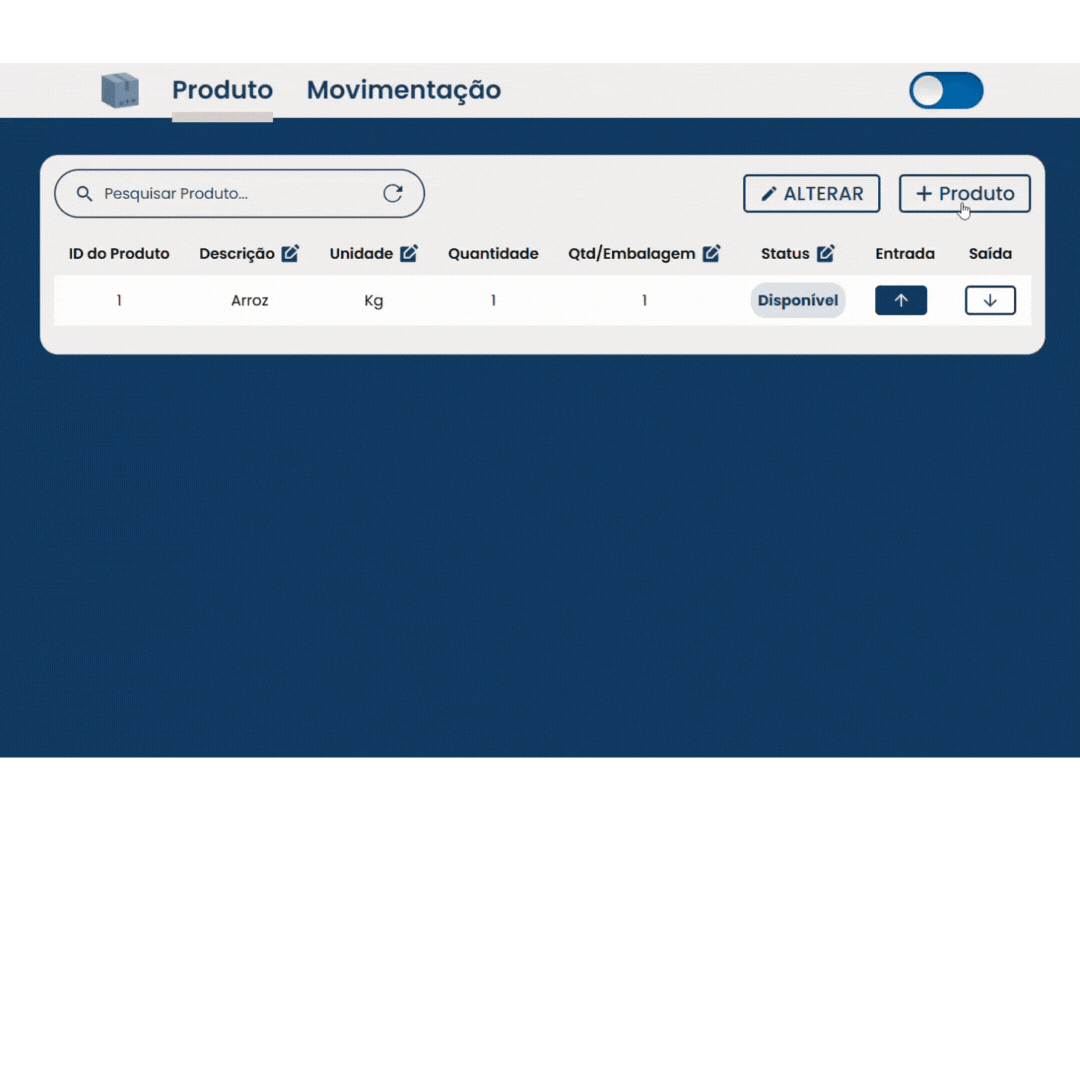 Produto Movimentação
Pesquisar Produto... ALTERAR + Produto
ID do Produto Descrição Unidade Quantidade Qtd/Embalagem Status Entrada Saída
1 Arroz Kg 1 1 Disponível